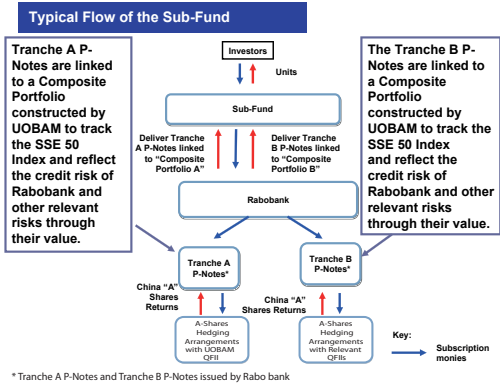 Typical Flow of the Sub-Fund
Tranche A P-
Notes are linked
to a Composite
Portfolio
constructed by
UOBAM to track
the SSE 50
Index and reflect
the credit risk of
Rabobank and
other relevant
risks through
their value.
Investors
Units
Sub-Fund
Deliver Tranche
A P-Notes linked
to “Composite
Portfolio A”
Deliver Tranche
B P-Notes linked
to “Composite
Portfolio B”
The Tranche B P-
Notes are linked to
a Composite
Portfolio
constructed by
UOBAM to track the
SSE 50 Index
and reflect the
credit risk of
Rabobank and other
relevant risks
through their value.
Rabobank
Tranche A
P-Notes*
Tranche B
P-Notes*
China “A”
Shares
Returns
China “A”
Shares Returns
A-Shares
Hedging
Arrangements
with UOBAM
QFII
A-Shares
Hedging
Arrangements
with Relevant
QFIIs
Key:
Subscription
monies
* Tranche A P-Notes and Tranche B P-Notes issued by Rabo bank